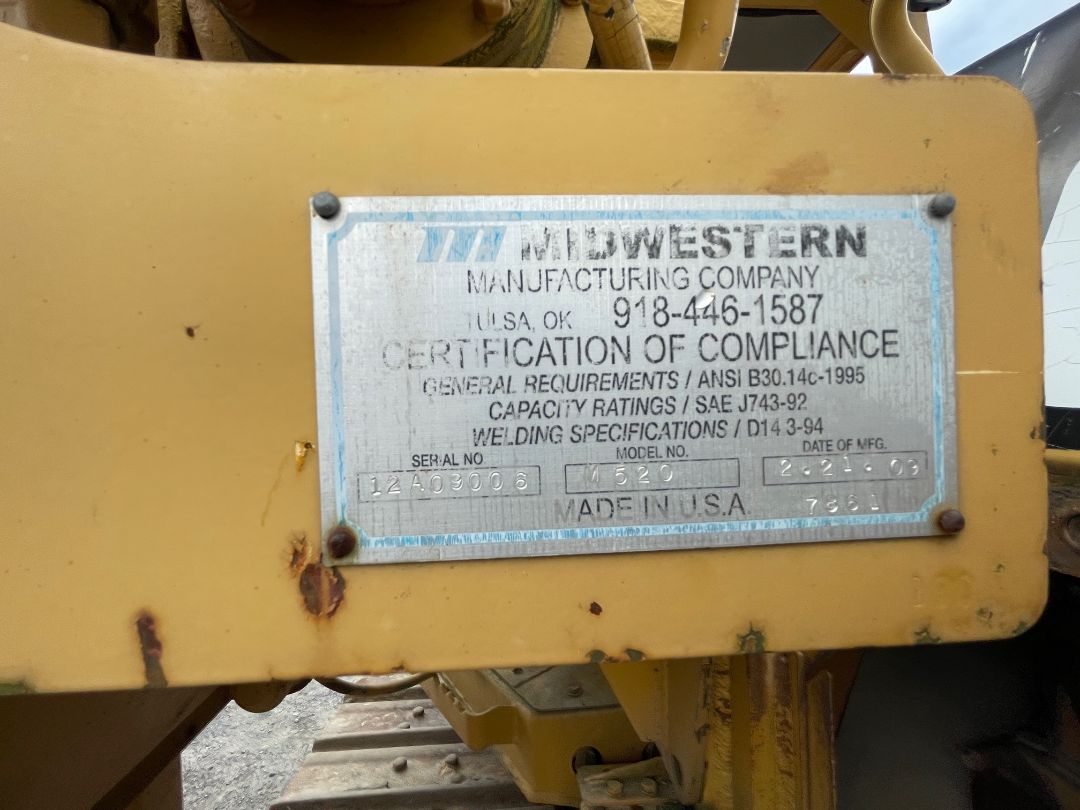 MIDWESTERN
MANUFACTURING COMPANY
TULSA, OK 918-446-1587
CERTIFICATION OF COMPLIANCE
GENERAL REQUIREMENTS / ANSI B30.14c-1995
CAPACITY RATINGS / SAE J743-92
WELDING SPECIFICATIONS / D14.3-94
SERIAL NO MODEL NO. DATE OF MFG.
12A09006 M520 2.21.03
MADE IN U.S.A. 7861